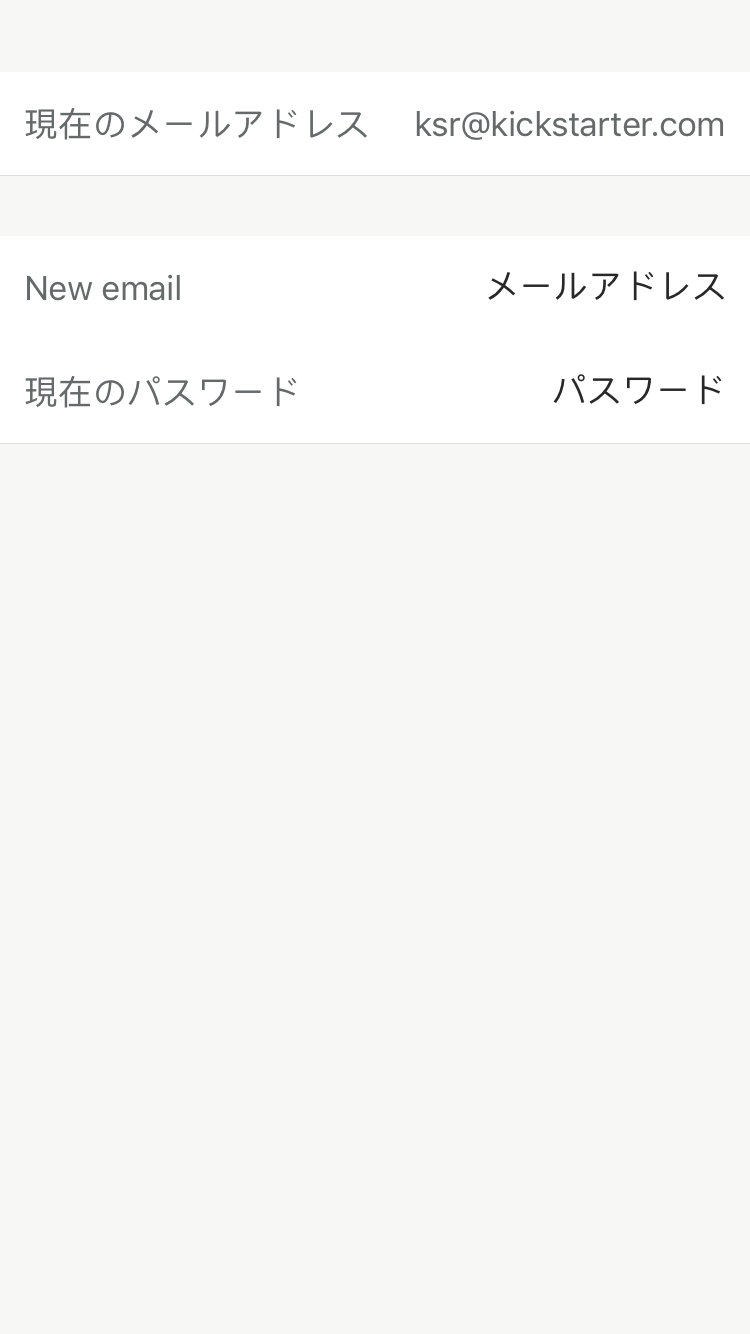 現在のメールアドレス ksr@kickstarter.com
New email メールアドレス
現在のパスワード パスワード